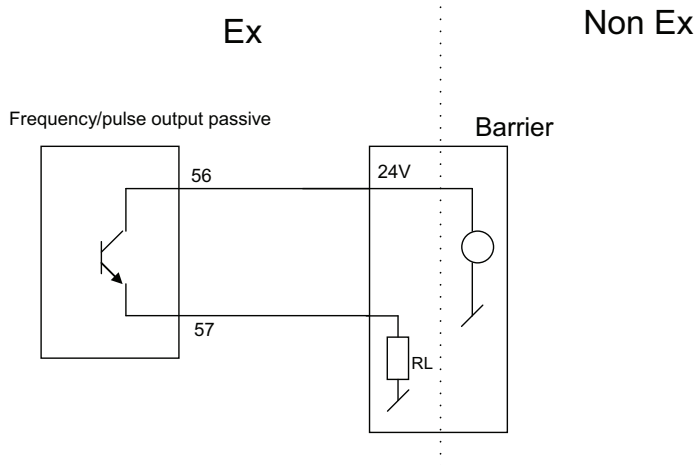 Ex
Non Ex
Frequency/pulse output passive
Barrier
56
24V
57
RL